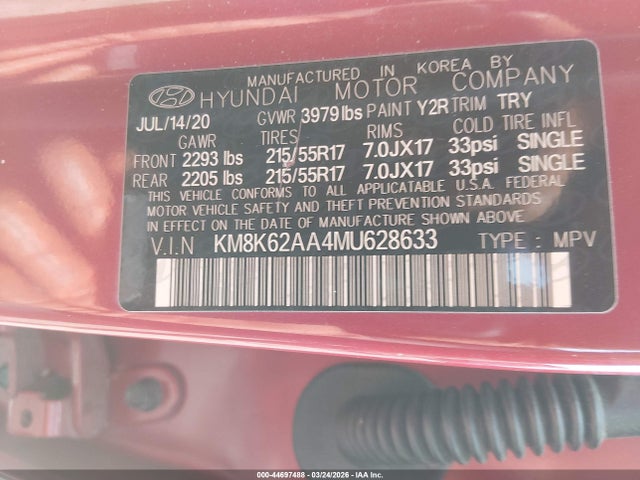 MANUFACTURED IN KOREA BY
HYUNDAI MOTOR COMPANY
JUL/14/20 GVWR 3979 lbs PAINT Y2R TRIM TRY
GAWR TIRES RIMS COLD TIRE INFL
FRONT 2293 lbs 215/55R17 7.0JX17 33psi SINGLE
REAR 2205 lbs 215/55R17 7.0JX17 33psi SINGLE
THIS VEHICLE CONFORMS TO ALL APPLICABLE U.S.A. FEDERAL
MOTOR VEHICLE SAFETY AND THEFT PREVENTION STANDARDS
IN EFFECT ON THE DATE OF MANUFACTURE SHOWN ABOVE.
V.I.N KM8K62AA4MU628633 TYPE : MPV
000-44697488 - 03/24/2026 - IAA Inc.